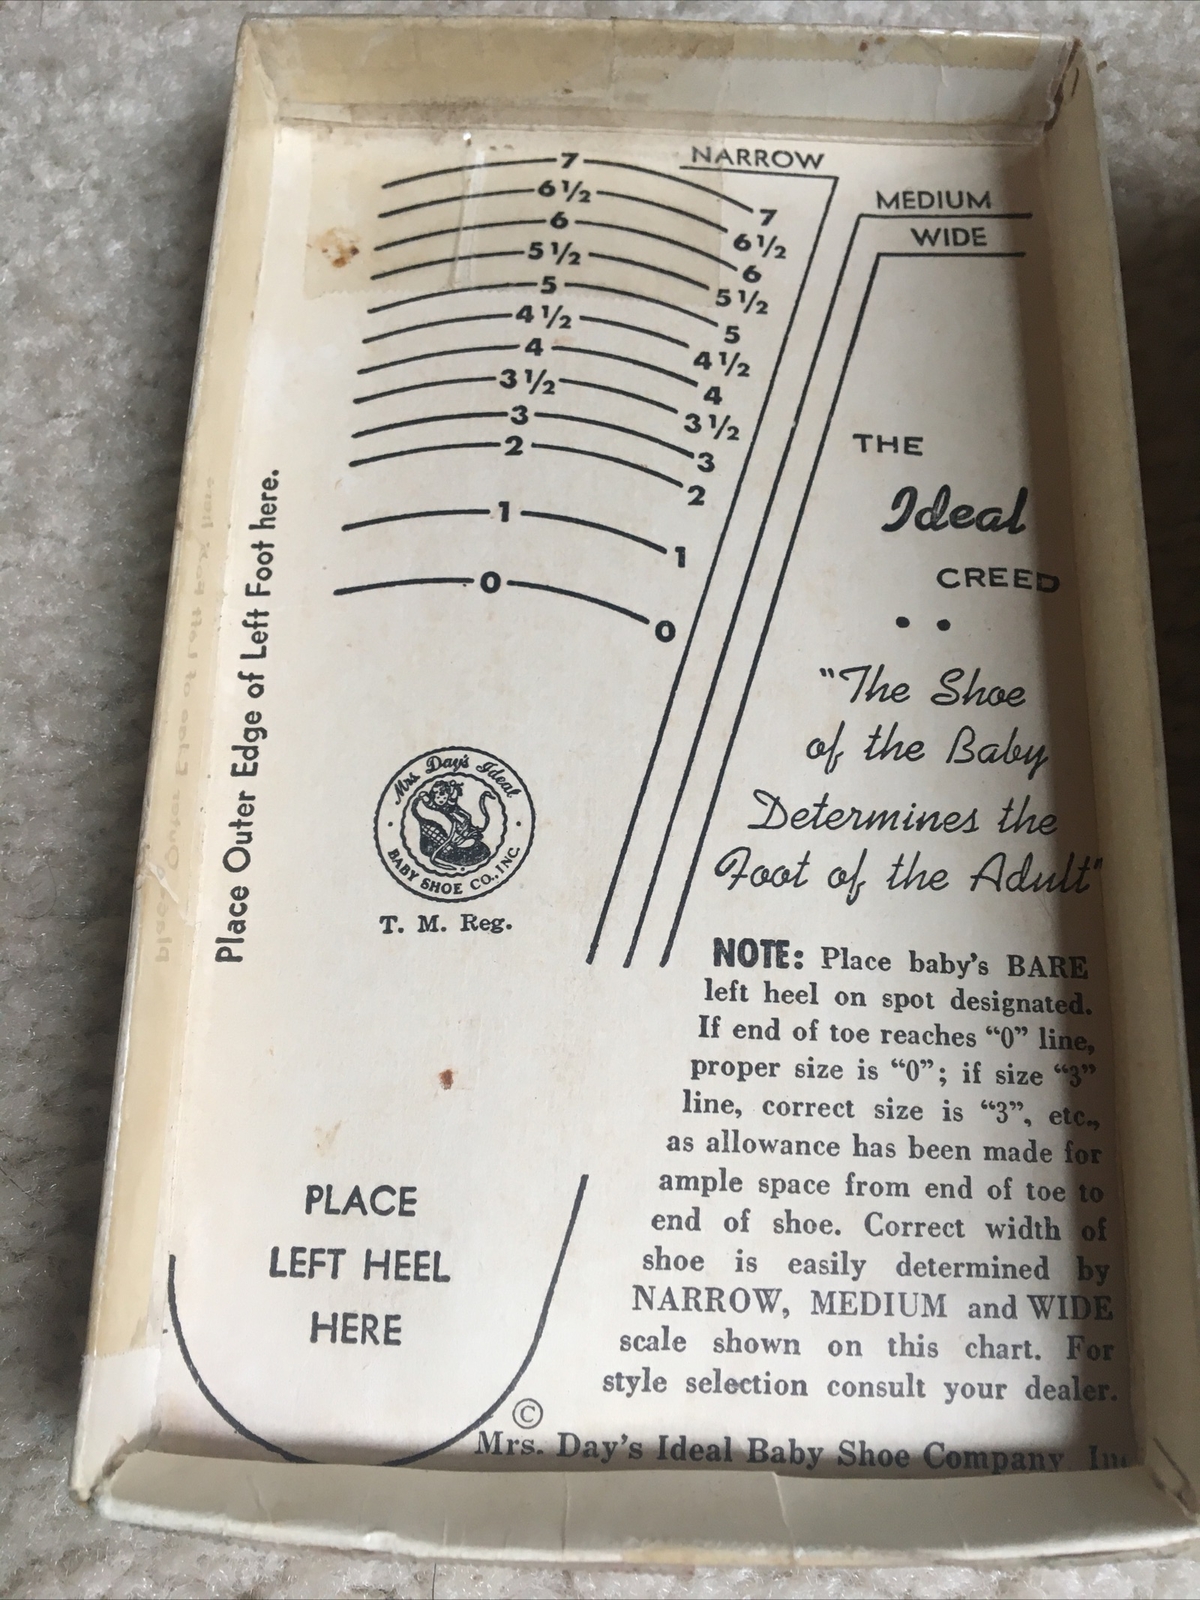 7
6½
6
5½
5
4½
4
3½
3
2
1
0
7
6½
6
5½
5
4½
4
3½
3
2
1
0
NARROW
MEDIUM
WIDE
Place Outer Edge of Left Foot here.
THE
Ideal
CREED
"The Shoe
of the Baby
Determines the
Foot of the Adult"
Mrs. Day's Ideal
BABY SHOE CO., INC.
T. M. Reg.
NOTE: Place baby's BARE
left heel on spot designated.
If end of toe reaches "0" line,
proper size is "0"; if size "3"
line, correct size is "3", etc.,
as allowance has been made for
ample space from end of toe to
end of shoe. Correct width of
shoe is easily determined by
NARROW, MEDIUM and WIDE
scale shown on this chart. For
style selection consult your dealer.
PLACE
LEFT HEEL
HERE
©
Mrs. Day's Ideal Baby Shoe Company